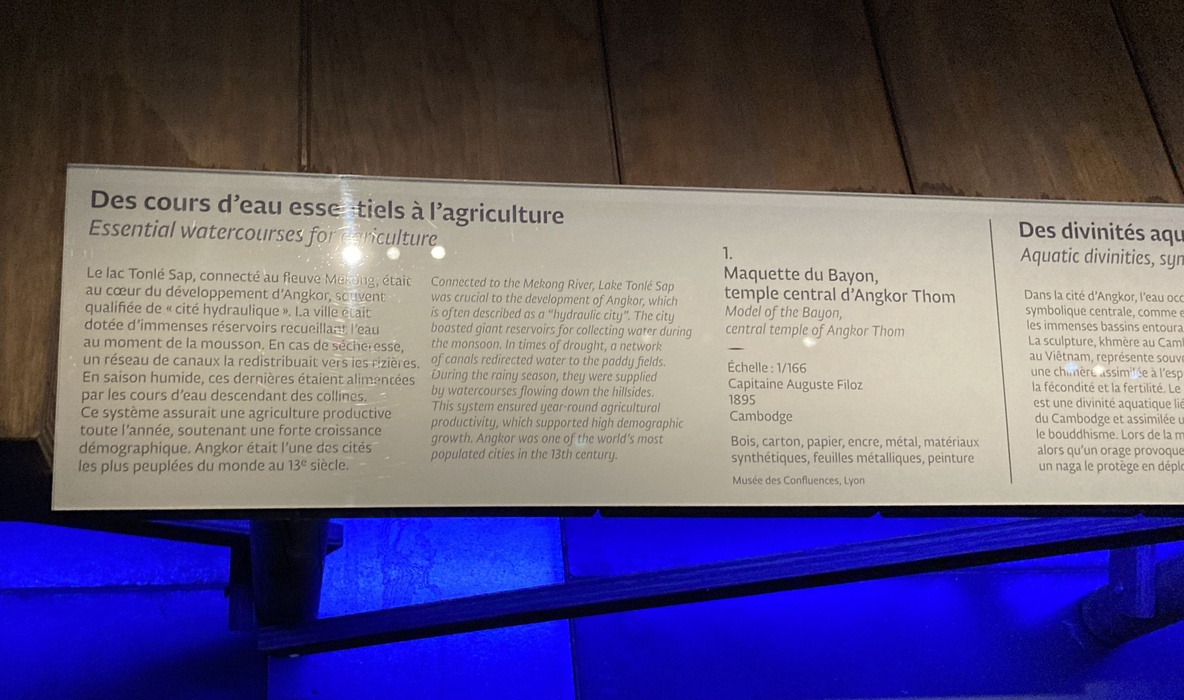 Des cours d'eau essentiels à l'agriculture
Essential watercourses for agriculture
Le lac Tonlé Sap, connecté au fleuve Mekong, était
au cœur du développement d'Angkor, souvent
qualifiée de « cité hydraulique ». La ville était
dotée d'immenses réservoirs recueillant l'eau
au moment de la mousson. En cas de sécheresse,
un réseau de canaux la redistribuait vers les rizières.
En saison humide, ces dernières étaient alimentées
par les cours d'eau descendant des collines.
Ce système assurait une agriculture productive
toute l'année, soutenant une forte croissance
démographique. Angkor était l'une des cités
les plus peuplées du monde au 13e siècle.
Connected to the Mekong River, Lake Tonlé Sap
was crucial to the development of Angkor, which
is often described as a "hydraulic city". The city
boasted giant reservoirs for collecting water during
the monsoon. In times of drought, a network
of canals redirected water to the paddy fields.
During the rainy season, they were supplied
by watercourses flowing down the hillsides.
This system ensured year-round agricultural
productivity, which supported high demographic
growth. Angkor was one of the world's most
populated cities in the 13th century.
1.
Maquette du Bayon,
temple central d'Angkor Thom
Model of the Bayon,
central temple of Angkor Thom
Échelle : 1/166
Capitaine Auguste Filoz
1895
Cambodge
Bois, carton, papier, encre, métal, matériaux
synthétiques, feuilles métalliques, peinture
Musée des Confluences, Lyon
Des divinités
Aquatic divinities,
Dans la cité d'Angkor, l'eau
symbolique centrale, comme
les immenses bassins
La sculpture, khmère au
au Viêtnam, représente
une chimère assimilée à
la fécondité et la fertilité. Le
est une divinité aquatique
du Cambodge et assimilée
le bouddhisme. Lors de la
alors qu'un orage provoque
un naga le protège en